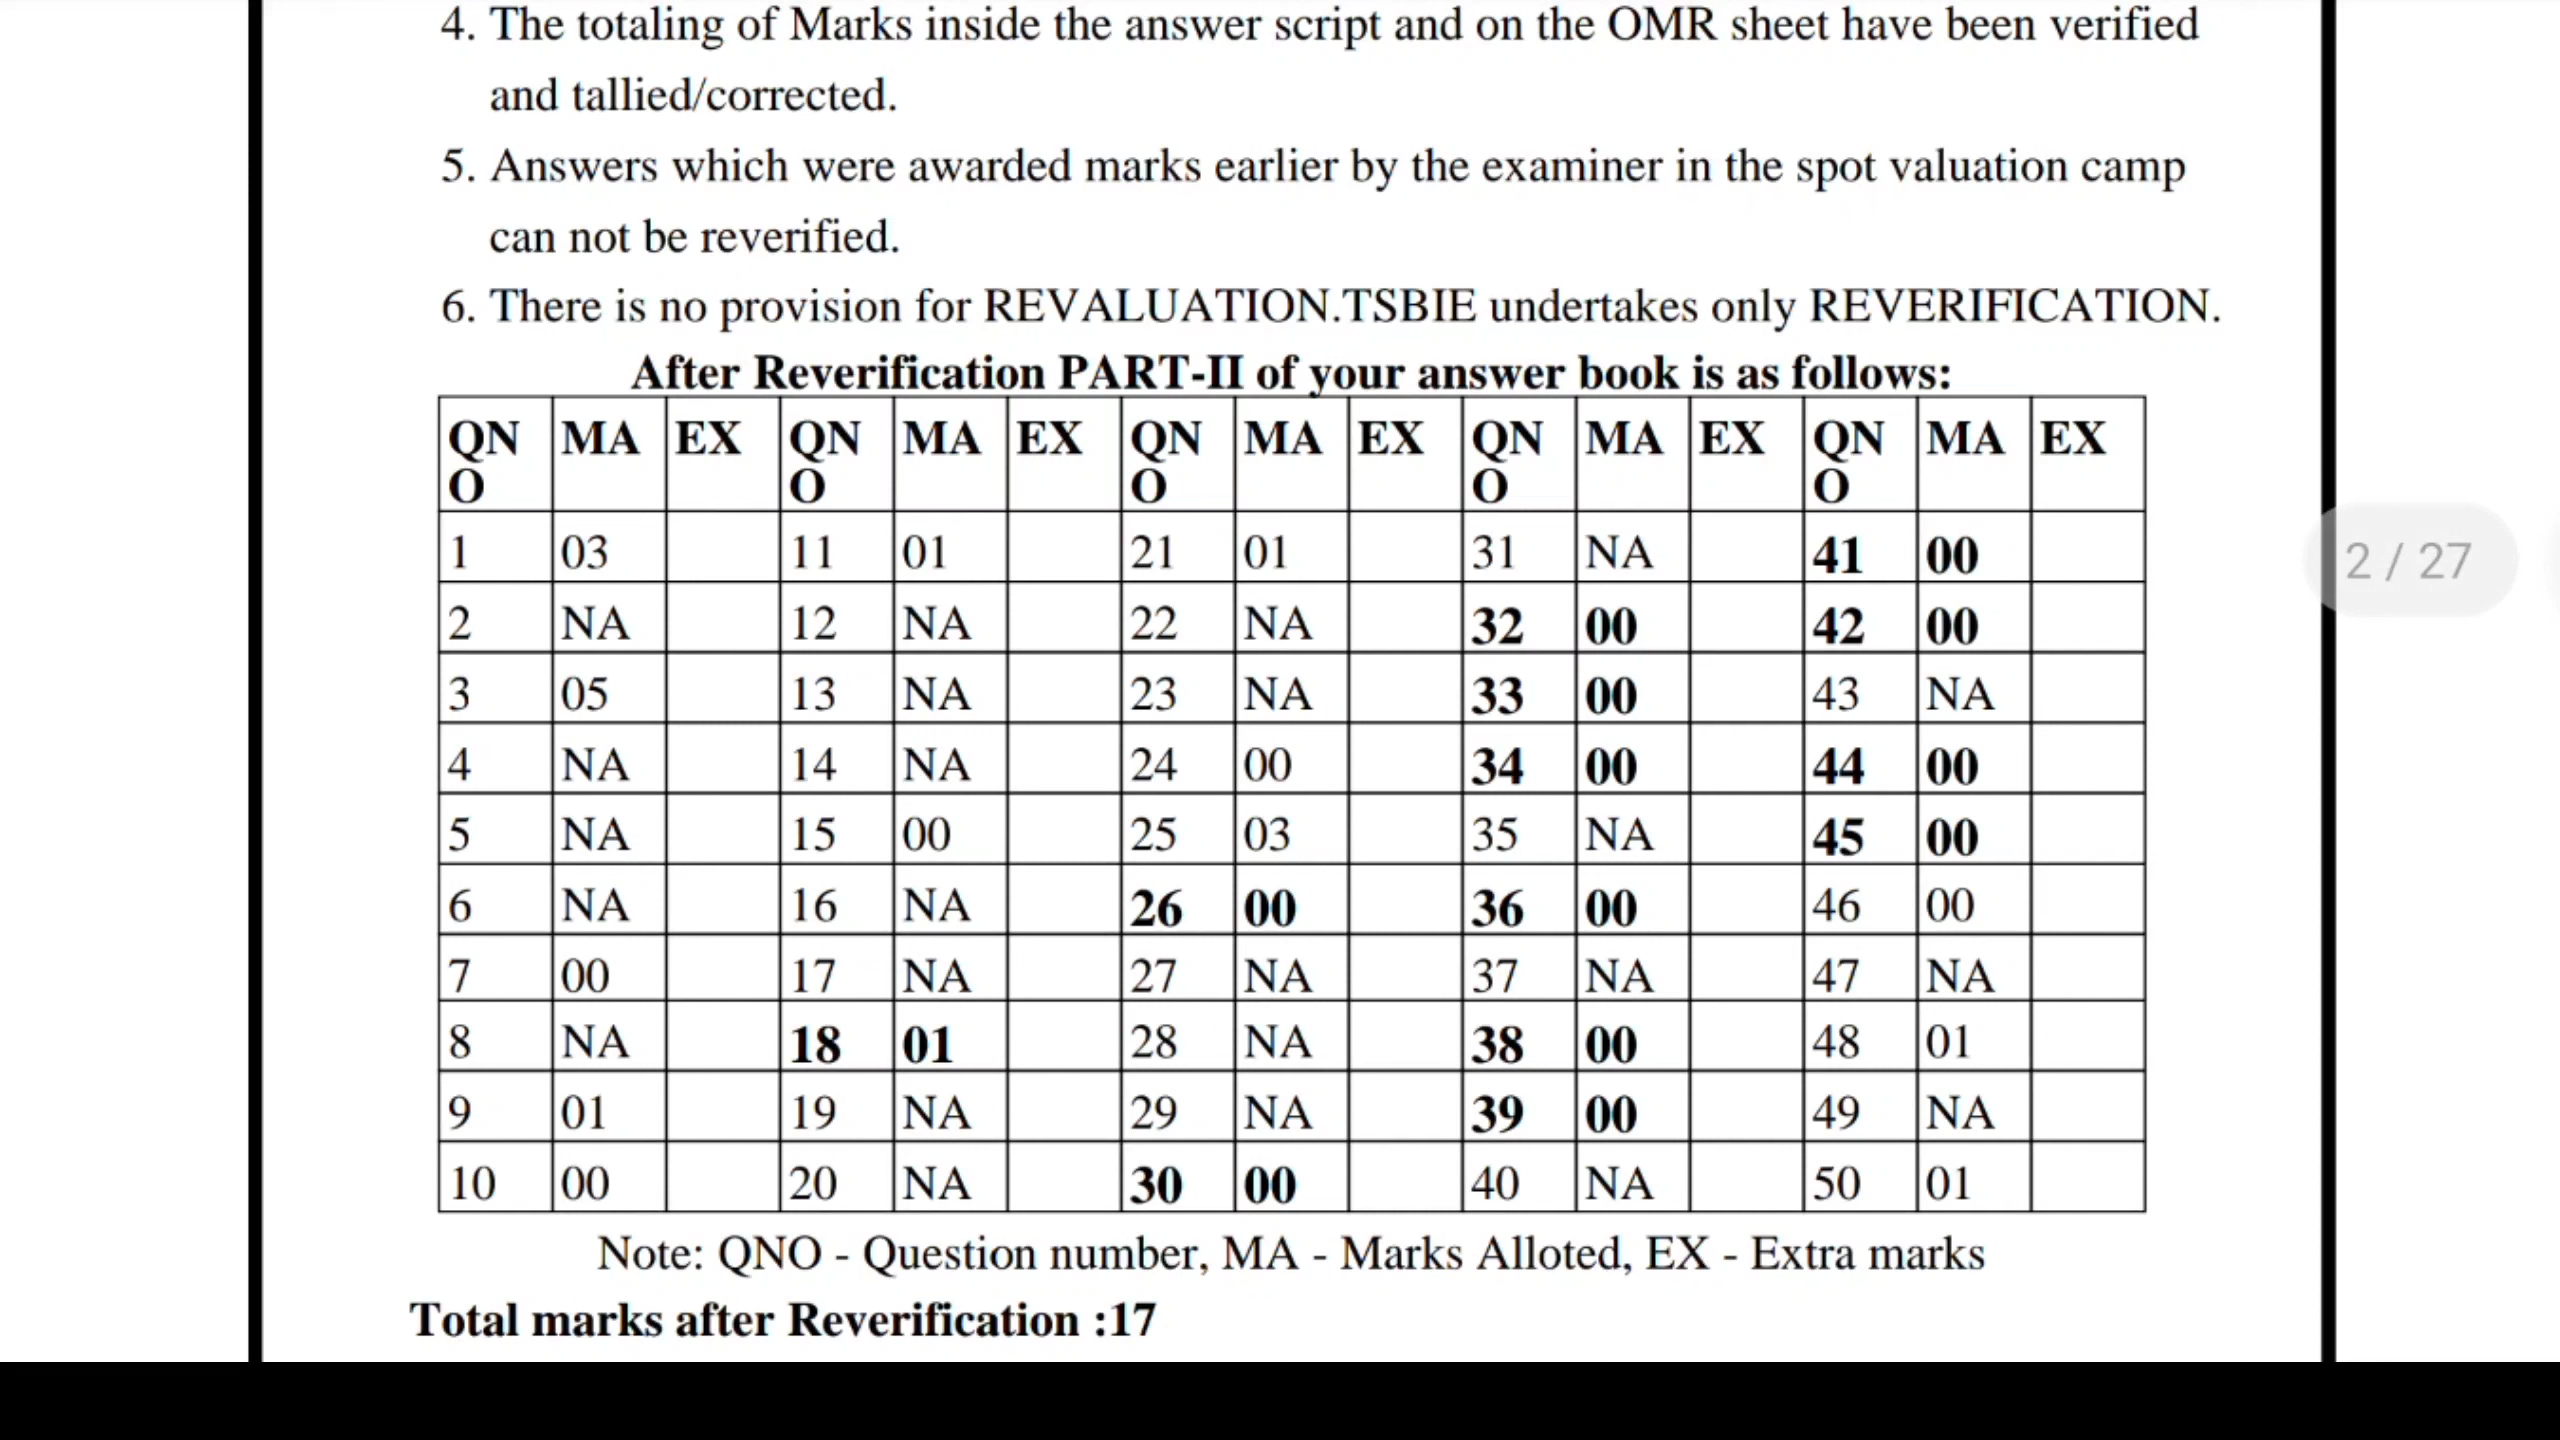 4. The totaling of Marks inside the answer script and on the OMR sheet have been verified
and tallied/corrected.
5. Answers which were awarded marks earlier by the examiner in the spot valuation camp
can not be reverified.
6. There is no provision for REVALUATION.TSBIE undertakes only REVERIFICATION.
After Reverification PART-II of your answer book is as follows:
QN MA EX QN MA EX QN MA EX QN MA EX QN MA EX
O O O O O
1 03 11 01 21 01 31 NA 41 00
2 NA 12 NA 22 NA 32 00 42 00
3 05 13 NA 23 NA 33 00 43 NA
4 NA 14 NA 24 00 34 00 44 00
5 NA 15 00 25 03 35 NA 45 00
6 NA 16 NA 26 00 36 00 46 00
7 00 17 NA 27 NA 37 NA 47 NA
8 NA 18 01 28 NA 38 00 48 01
9 01 19 NA 29 NA 39 00 49 NA
10 00 20 NA 30 00 40 NA 50 01
Note: QNO - Question number, MA - Marks Alloted, EX - Extra marks
Total marks after Reverification :17
2 / 27